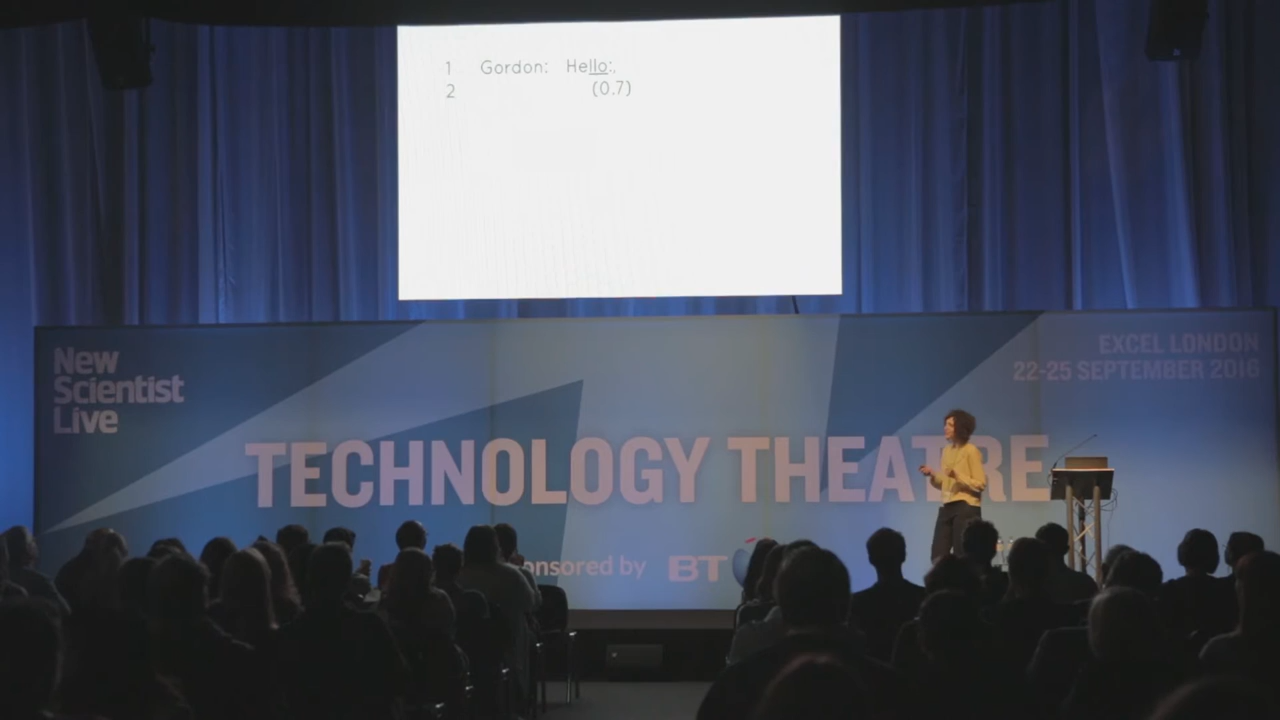 1 Gordon: Hello:,
2 (0.7)
New
Scientist
Live
EXCEL LONDON
22-25 SEPTEMBER 2016
TECHNOLOGY THEATRE
onsored by BT